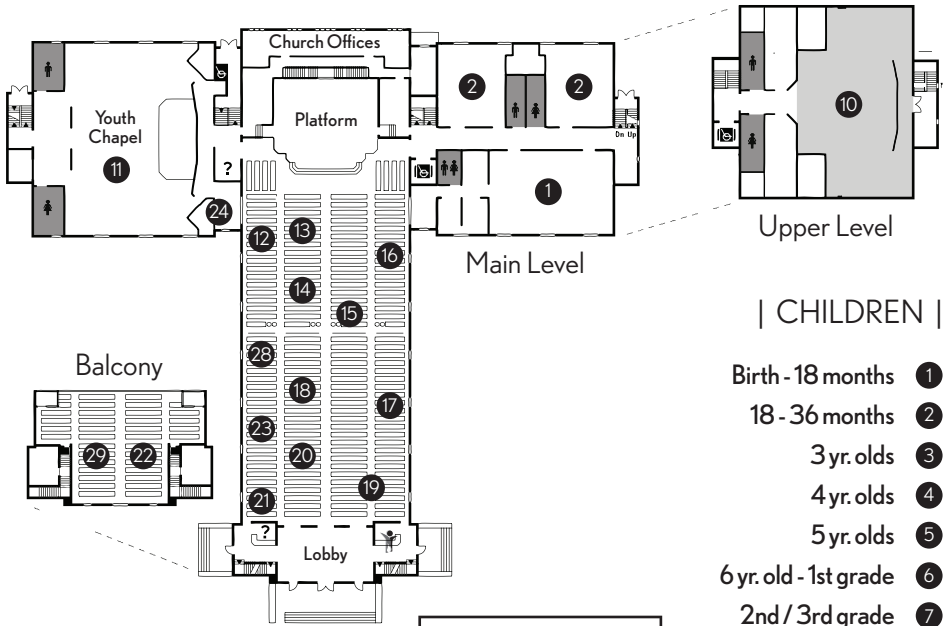 Church Offices
2
2
10
Youth
Chapel
11
Platform
?
Dn Up
1
24
Upper Level
12
13
16
Main Level
14
15
| CHILDREN |
28
Balcony
Birth - 18 months 1
18
17
18 - 36 months 2
23
29
22
20
3 yr. olds 3
19
4 yr. olds 4
21
5 yr. olds 5
?
Lobby
6 yr. old - 1st grade 6
2nd / 3rd grade 7